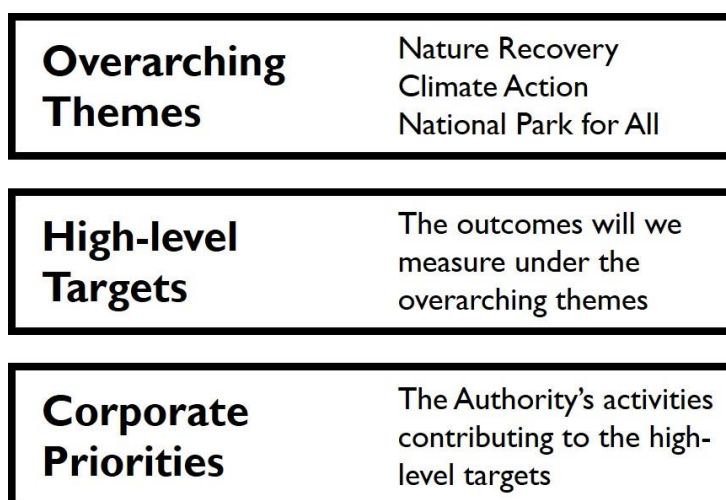 Overarching
Themes
Nature Recovery
Climate Action
National Park for All
High-level
Targets
The outcomes will we
measure under the
overarching themes
Corporate
Priorities
The Authority’s activities
contributing to the high-
level targets